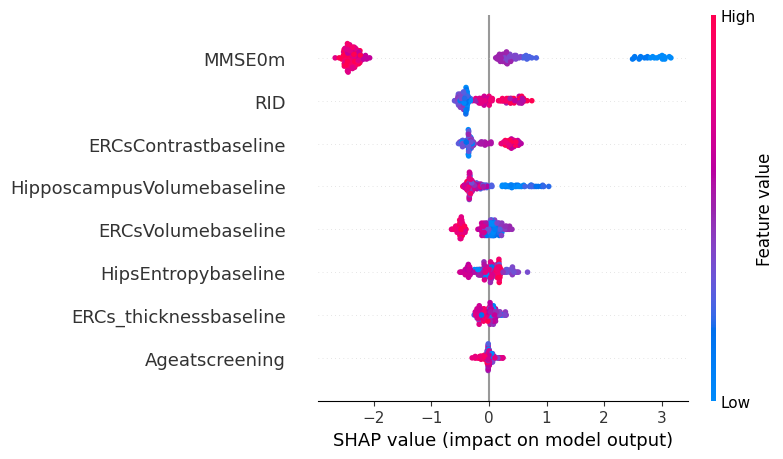 High
MMSE0m
RID
ERCsContrastbaseline
HipposcampusVolumebaseline
ERCsVolumebaseline
HipsEntropybaseline
ERCs_thicknessbaseline
Ageatscreening
Feature value
Low
−2 −1 0 1 2 3
SHAP value (impact on model output)